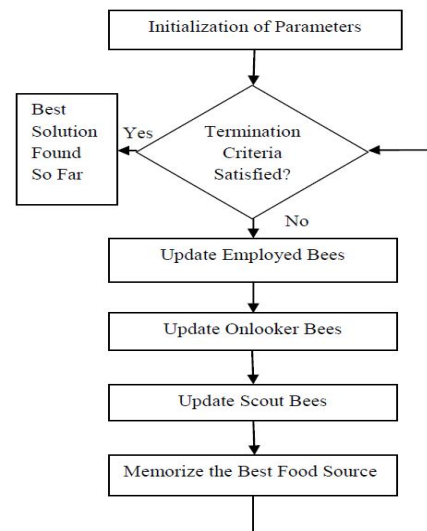 Initialization of Parameters
Best
Solution
Found
So Far
Yes
Termination
Criteria
Satisfied?
No
Update Employed Bees
Update Onlooker Bees
Update Scout Bees
Memorize the Best Food Source